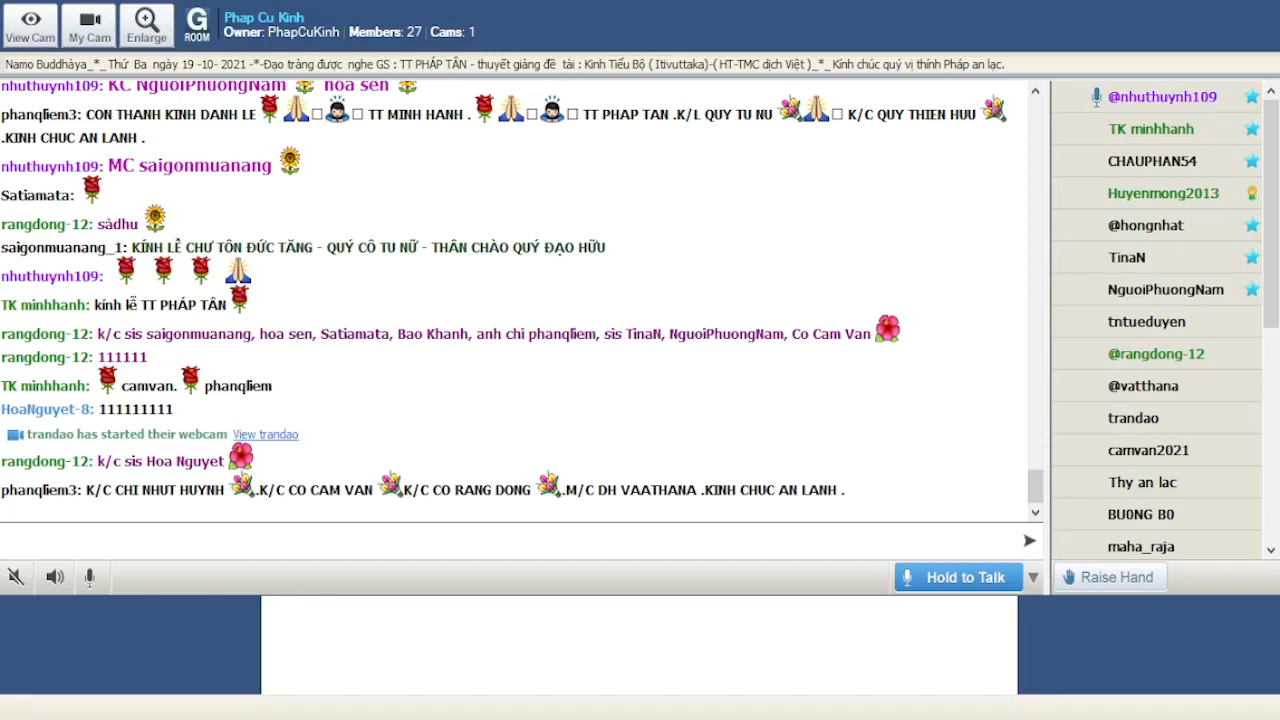 View Cam
My Cam
Enlarge
G
ROOM
Phap Cu Kinh
Owner: PhapCuKinh | Members: 27 | Cams: 1
Namo Buddhàya_*_Thứ Ba ngày 19 -10- 2021 -*-Đạo tràng được nghe GS : TT PHÁP TÂN - thuyết giảng đề tài : Kinh Tiểu Bộ ( Itivuttaka)-( HT-TMC dịch Việt )_*_Kính chúc quý vị thính Pháp an lạc.
nhuthuynh109: KC NguoiPhuongNam hoa sen
phanqliem3: CON THANH KINH DANH LE TT MINH HANH . TT PHAP TAN .K/L QUY TU NU K/C QUY THIEN HUU
.KINH CHUC AN LANH .
nhuthuynh109: MC saigonmuanang
Satiamata:
rangdong-12: sàdhu
saigonmuanang_1: KÍNH LỄ CHƯ TÔN ĐỨC TĂNG - QUÝ CÔ TU NỮ - THÂN CHÀO QUÝ ĐẠO HỮU
nhuthuynh109:
TK minhhanh: kính lễ TT PHÁP TÂN
rangdong-12: k/c sis saigonmuanang, hoa sen, Satiamata, Bao Khanh, anh chi phanqliem, sis TinaN, NguoiPhuongNam, Co Cam Van
rangdong-12: 111111
TK minhhanh: camvan. phanqliem
HoaNguyet-8: 111111111
trandao has started their webcam View trandao
rangdong-12: k/c sis Hoa Nguyet
phanqliem3: K/C CHI NHUT HUYNH .K/C CO CAM VAN K/C CO RANG DONG .M/C DH VAATHANA .KINH CHUC AN LANH .
Hold to Talk
@nhuthuynh109
TK minhhanh
CHAUPHAN54
Huyenmong2013
@hongnhat
TinaN
NguoiPhuongNam
tntueduyen
@rangdong-12
@vatthana
trandao
camvan2021
Thy an lac
BU0NG B0
maha_raja
Raise Hand